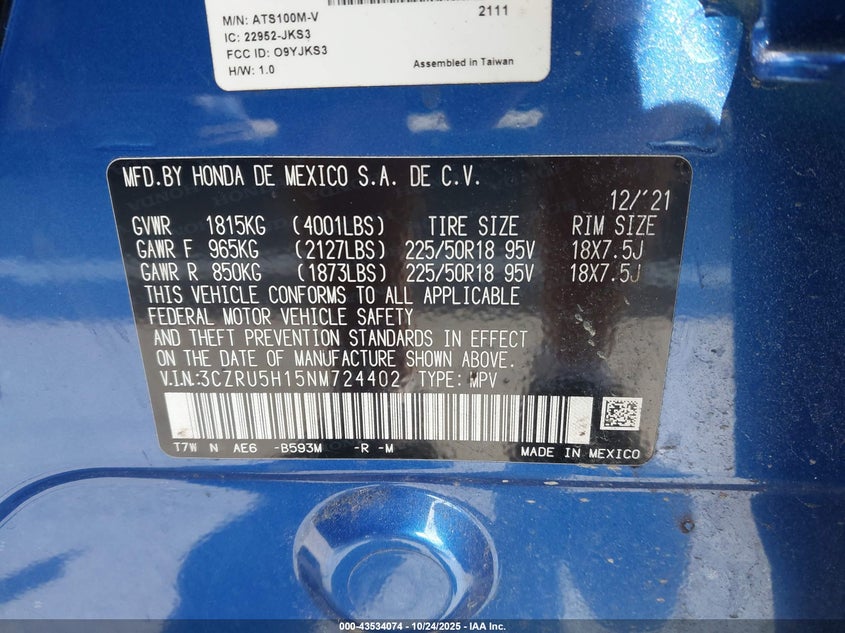 M/N: ATS100M-V
2111
IC: 22952-JKS3
FCC ID: O9YJKS3
H/W: 1.0
Assembled in Taiwan
MFD.BY HONDA DE MEXICO S.A. DE C.V.
12/'21
GVWR 1815KG (4001LBS) TIRE SIZE RIM SIZE
GAWR F 965KG (2127LBS) 225/50R18 95V 18X7.5J
GAWR R 850KG (1873LBS) 225/50R18 95V 18X7.5J
THIS VEHICLE CONFORMS TO ALL APPLICABLE
FEDERAL MOTOR VEHICLE SAFETY
AND THEFT PREVENTION STANDARDS IN EFFECT
ON THE DATE OF MANUFACTURE SHOWN ABOVE.
V.I.N:3CZRU5H15NM724402 TYPE: MPV
T7W N AE6 -B593M -R -M MADE IN MEXICO
000-43534074 - 10/24/2025 - IAA Inc.